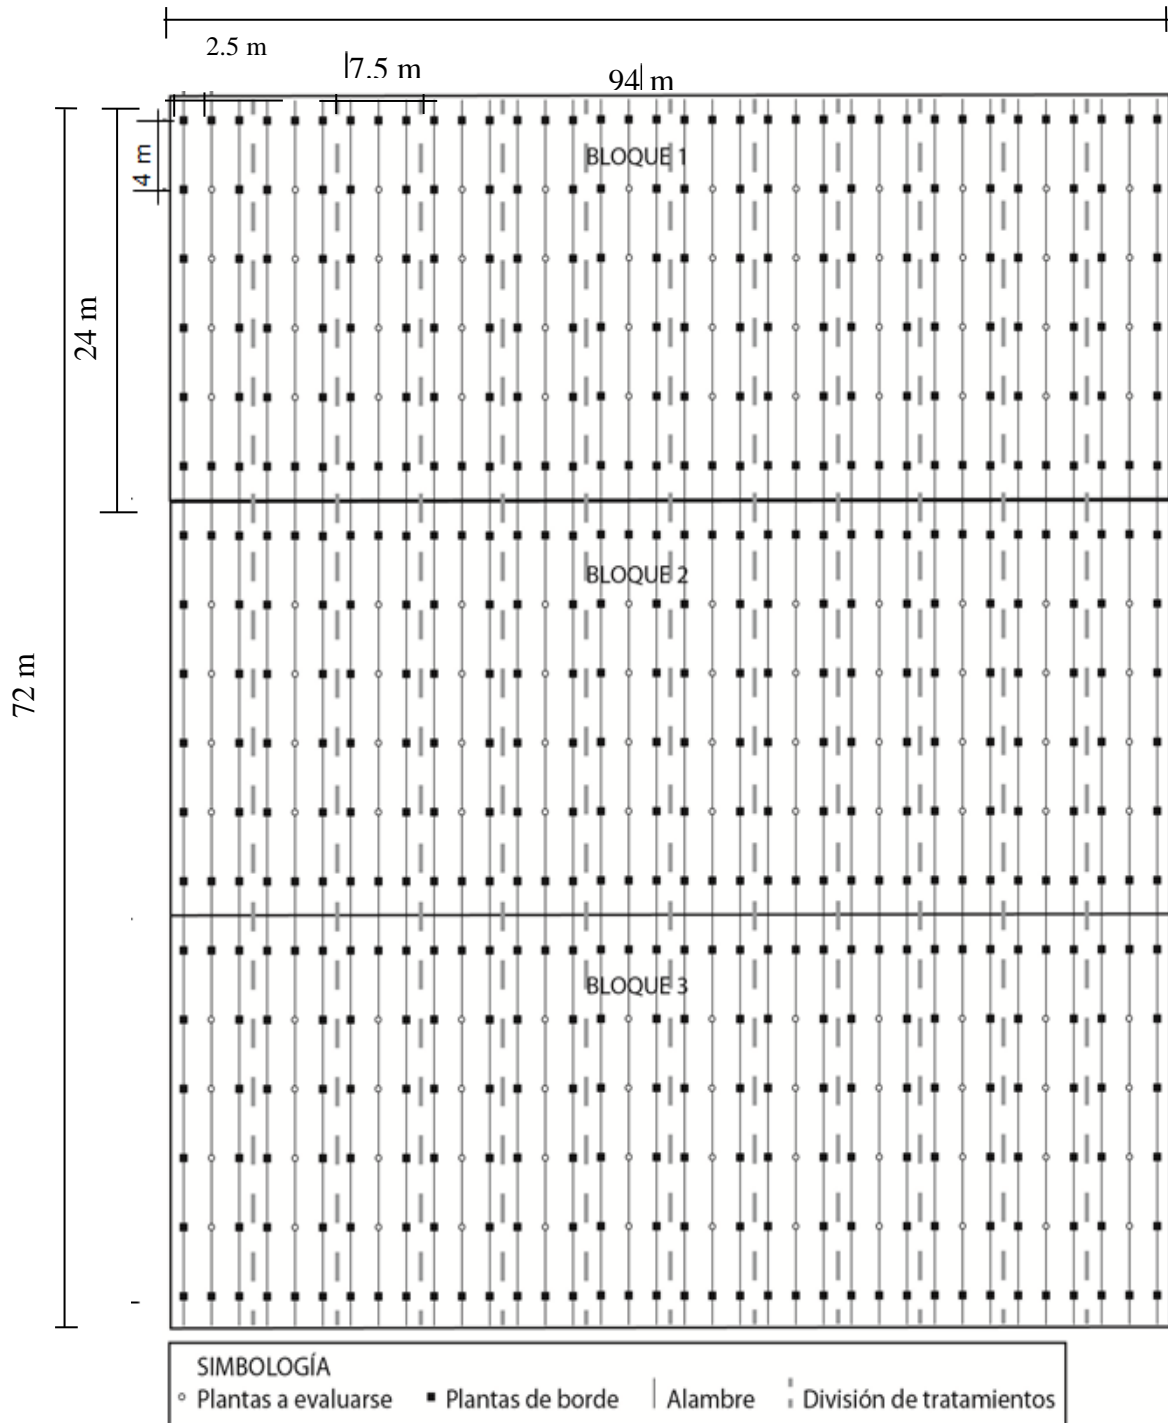 2.5 m
7.5 m
94 m
4 m
BLOQUE 1
24 m
BLOQUE 2
72 m
BLOQUE 3
SIMBOLOGÍA
Plantas a evaluarse
Plantas de borde
Alambre
División de tratamientos